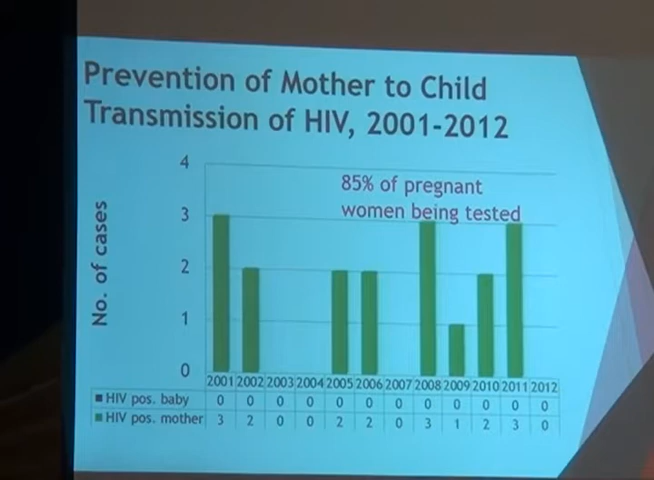 Prevention of Mother to Child
Transmission of HIV, 2001-2012
85% of pregnant
women being tested
No. of cases
4
3
2
1
0
2001 2002 2003 2004 2005 2006 2007 2008 2009 2010 2011 2012
HIV pos. baby 0 0 0 0 0 0 0 0 0 0 0 0
HIV pos. mother 3 2 0 0 2 2 0 3 1 2 3 0